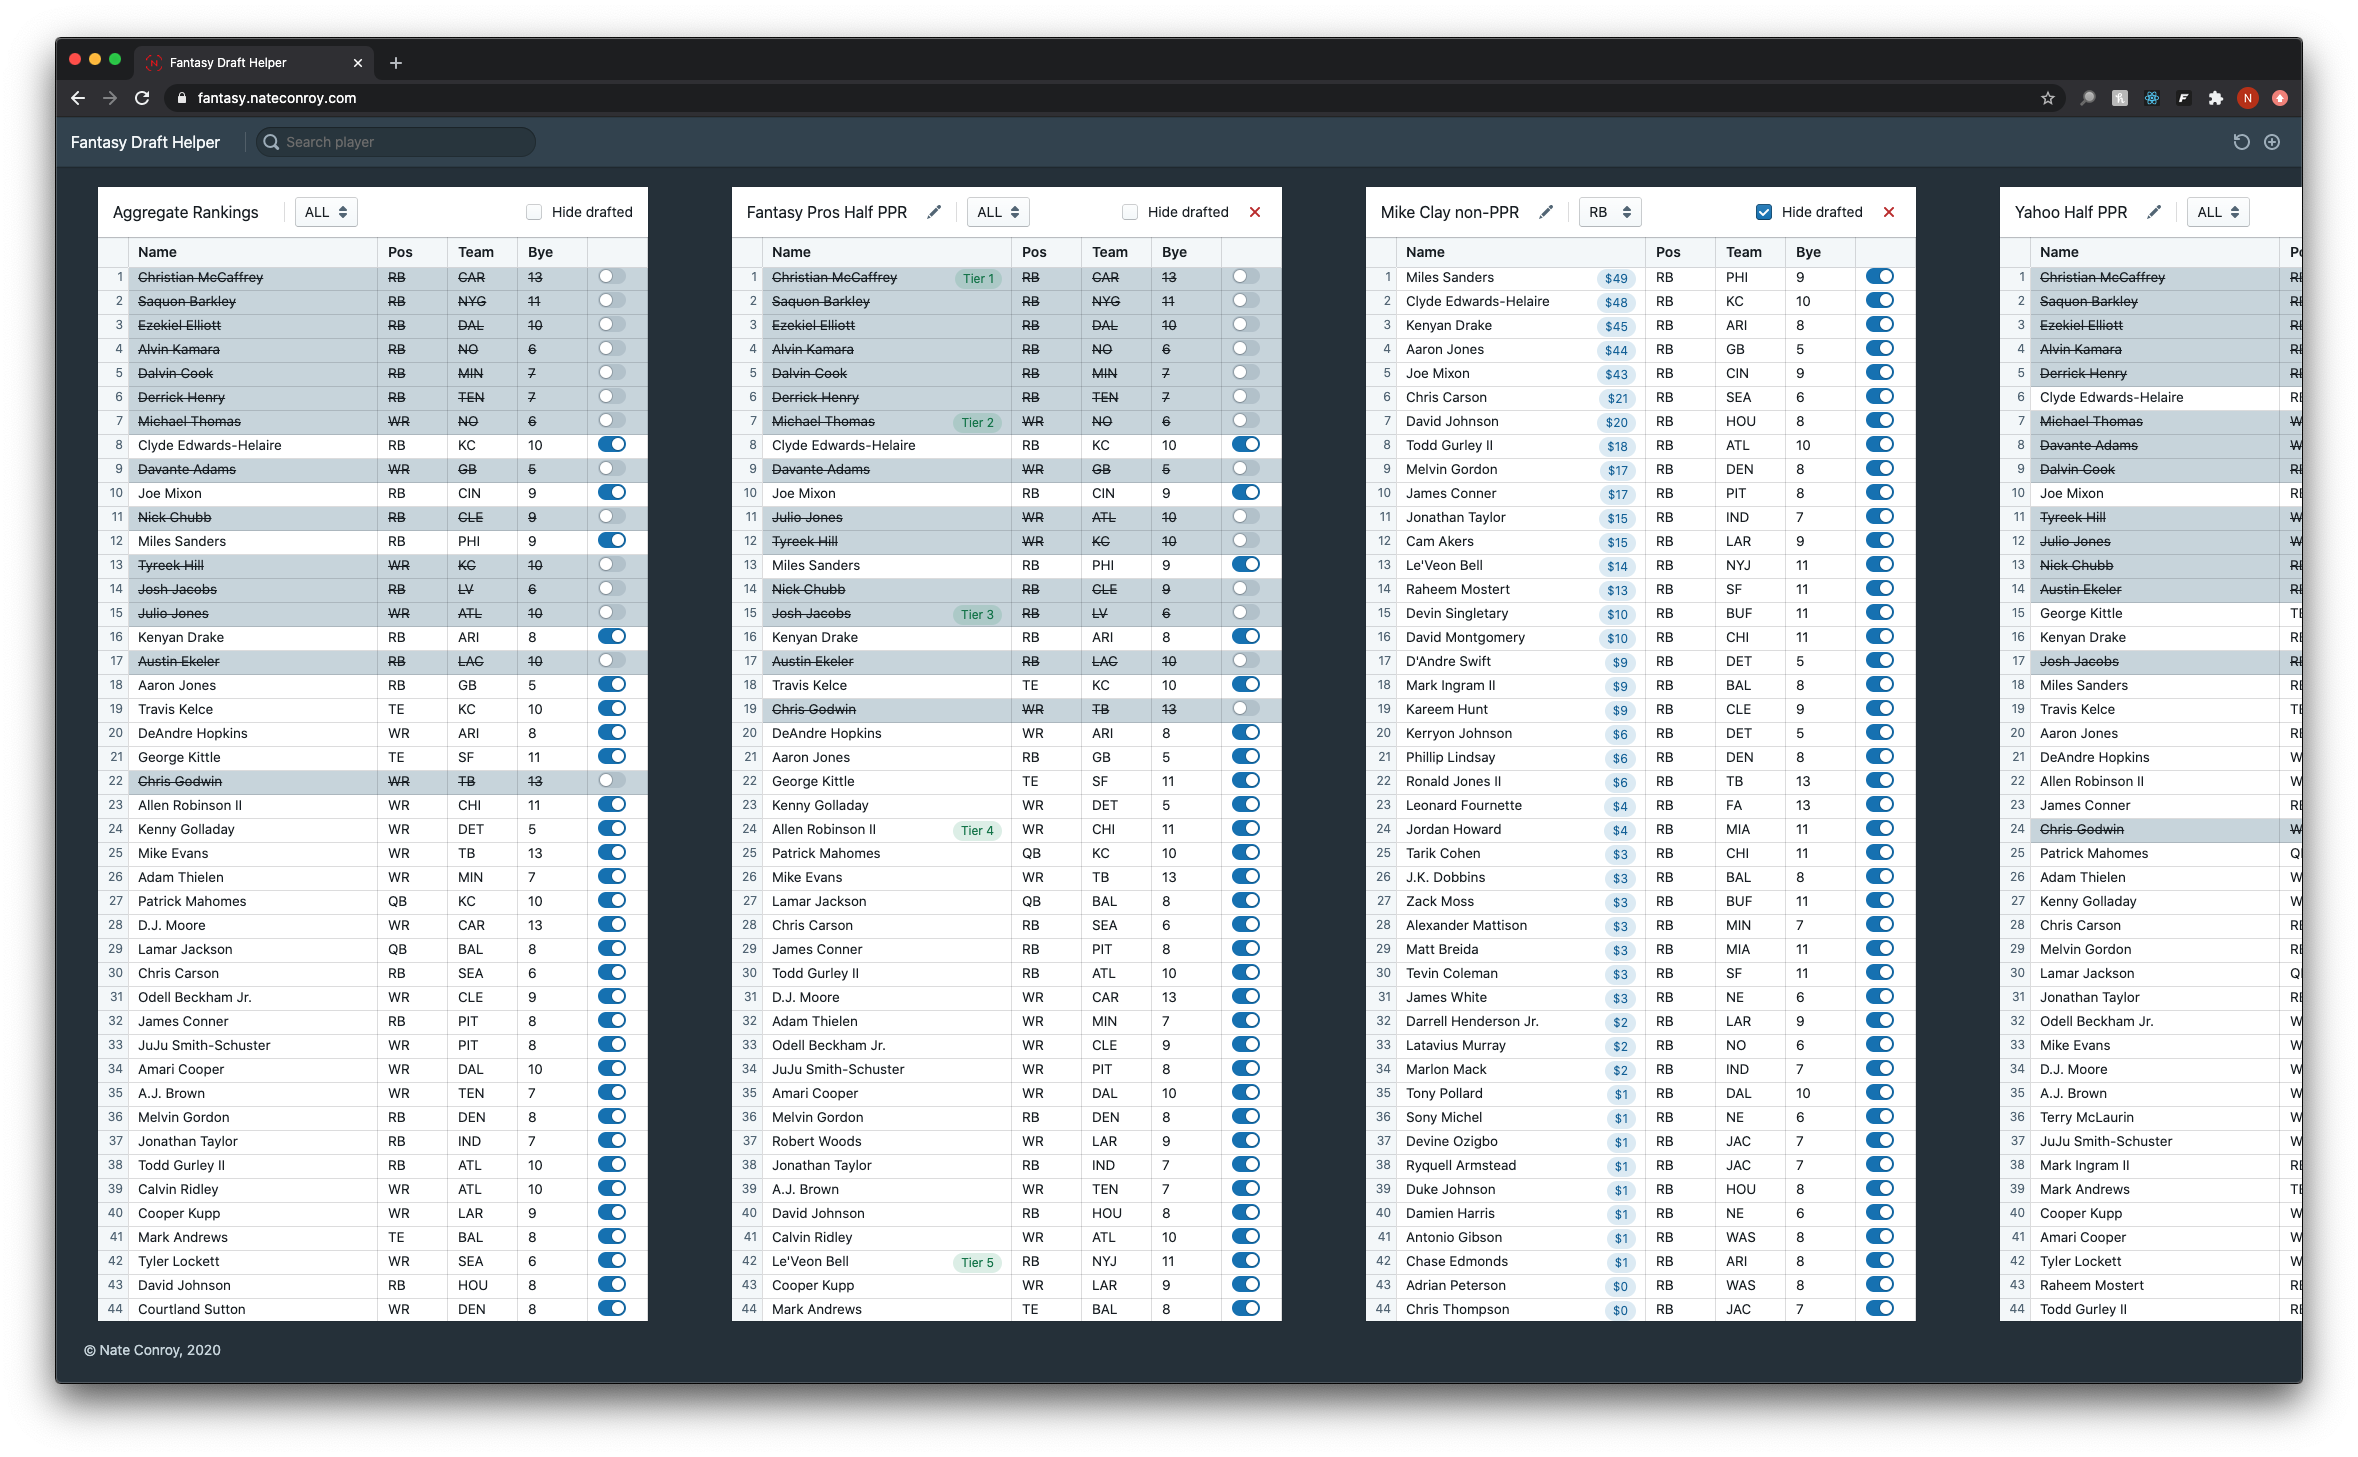 Fantasy Draft Helper
fantasy.nateconroy.com
N
Fantasy Draft Helper
Search player
Aggregate Rankings ALL Hide drafted
Name Pos Team Bye
1 Christian McCaffrey RB CAR 13
2 Saquon Barkley RB NYG 11
3 Ezekiel Elliott RB DAL 10
4 Alvin Kamara RB NO 6
5 Dalvin Cook RB MIN 7
6 Derrick Henry RB TEN 7
7 Michael Thomas WR NO 6
8 Clyde Edwards-Helaire RB KC 10
9 Davante Adams WR GB 5
10 Joe Mixon RB CIN 9
11 Nick Chubb RB CLE 9
12 Miles Sanders RB PHI 9
13 Tyreek Hill WR KC 10
14 Josh Jacobs RB LV 6
15 Julio Jones WR ATL 10
16 Kenyan Drake RB ARI 8
17 Austin Ekeler RB LAC 10
18 Aaron Jones RB GB 5
19 Travis Kelce TE KC 10
20 DeAndre Hopkins WR ARI 8
21 George Kittle TE SF 11
22 Chris Godwin WR TB 13
23 Allen Robinson II WR CHI 11
24 Kenny Golladay WR DET 5
25 Mike Evans WR TB 13
26 Adam Thielen WR MIN 7
27 Patrick Mahomes QB KC 10
28 D.J. Moore WR CAR 13
29 Lamar Jackson QB BAL 8
30 Chris Carson RB SEA 6
31 Odell Beckham Jr. WR CLE 9
32 James Conner RB PIT 8
33 JuJu Smith-Schuster WR PIT 8
34 Amari Cooper WR DAL 10
35 A.J. Brown WR TEN 7
36 Melvin Gordon RB DEN 8
37 Jonathan Taylor RB IND 7
38 Todd Gurley II RB ATL 10
39 Calvin Ridley WR ATL 10
40 Cooper Kupp WR LAR 9
41 Mark Andrews TE BAL 8
42 Tyler Lockett WR SEA 6
43 David Johnson RB HOU 8
44 Courtland Sutton WR DEN 8
Fantasy Pros Half PPR ALL Hide drafted
Name Pos Team Bye
1 Christian McCaffrey Tier 1 RB CAR 13
2 Saquon Barkley RB NYG 11
3 Ezekiel Elliott RB DAL 10
4 Alvin Kamara RB NO 6
5 Dalvin Cook RB MIN 7
6 Derrick Henry RB TEN 7
7 Michael Thomas Tier 2 WR NO 6
8 Clyde Edwards-Helaire RB KC 10
9 Davante Adams WR GB 5
10 Joe Mixon RB CIN 9
11 Julio Jones WR ATL 10
12 Tyreek Hill WR KC 10
13 Miles Sanders RB PHI 9
14 Nick Chubb RB CLE 9
15 Josh Jacobs Tier 3 RB LV 6
16 Kenyan Drake RB ARI 8
17 Austin Ekeler RB LAC 10
18 Travis Kelce TE KC 10
19 Chris Godwin WR TB 13
20 DeAndre Hopkins WR ARI 8
21 Aaron Jones RB GB 5
22 George Kittle TE SF 11
23 Kenny Golladay WR DET 5
24 Allen Robinson II Tier 4 WR CHI 11
25 Patrick Mahomes QB KC 10
26 Mike Evans WR TB 13
27 Lamar Jackson QB BAL 8
28 Chris Carson RB SEA 6
29 James Conner RB PIT 8
30 Todd Gurley II RB ATL 10
31 D.J. Moore WR CAR 13
32 Adam Thielen WR MIN 7
33 Odell Beckham Jr. WR CLE 9
34 JuJu Smith-Schuster WR PIT 8
35 Amari Cooper WR DAL 10
36 Melvin Gordon RB DEN 8
37 Robert Woods WR LAR 9
38 Jonathan Taylor RB IND 7
39 A.J. Brown WR TEN 7
40 David Johnson RB HOU 8
41 Calvin Ridley WR ATL 10
42 Le'Veon Bell Tier 5 RB NYJ 11
43 Cooper Kupp WR LAR 9
44 Mark Andrews TE BAL 8
Mike Clay non-PPR RB Hide drafted
Name Pos Team Bye
1 Miles Sanders $49 RB PHI 9
2 Clyde Edwards-Helaire $48 RB KC 10
3 Kenyan Drake $45 RB ARI 8
4 Aaron Jones $44 RB GB 5
5 Joe Mixon $43 RB CIN 9
6 Chris Carson $21 RB SEA 6
7 David Johnson $20 RB HOU 8
8 Todd Gurley II $18 RB ATL 10
9 Melvin Gordon $17 RB DEN 8
10 James Conner $17 RB PIT 8
11 Jonathan Taylor $15 RB IND 7
12 Cam Akers $15 RB LAR 9
13 Le'Veon Bell $14 RB NYJ 11
14 Raheem Mostert $13 RB SF 11
15 Devin Singletary $10 RB BUF 11
16 David Montgomery $10 RB CHI 11
17 D'Andre Swift $9 RB DET 5
18 Mark Ingram II $9 RB BAL 8
19 Kareem Hunt $9 RB CLE 9
20 Kerryon Johnson $6 RB DET 5
21 Phillip Lindsay $6 RB DEN 8
22 Ronald Jones II $6 RB TB 13
23 Leonard Fournette $4 RB FA 13
24 Jordan Howard $4 RB MIA 11
25 Tarik Cohen $3 RB CHI 11
26 J.K. Dobbins $3 RB BAL 8
27 Zack Moss $3 RB BUF 11
28 Alexander Mattison $3 RB MIN 7
29 Matt Breida $3 RB MIA 11
30 Tevin Coleman $3 RB SF 11
31 James White $3 RB NE 6
32 Darrell Henderson Jr. $2 RB LAR 9
33 Latavius Murray $2 RB NO 6
34 Marlon Mack $2 RB IND 7
35 Tony Pollard $1 RB DAL 10
36 Sony Michel $1 RB NE 6
37 Devine Ozigbo $1 RB JAC 7
38 Ryquell Armstead $1 RB JAC 7
39 Duke Johnson $1 RB HOU 8
40 Damien Harris $1 RB NE 6
41 Antonio Gibson $1 RB WAS 8
42 Chase Edmonds $1 RB ARI 8
43 Adrian Peterson $0 RB WAS 8
44 Chris Thompson $0 RB JAC 7
Yahoo Half PPR ALL
Name
1 Christian McCaffrey
2 Saquon Barkley
3 Ezekiel Elliott
4 Alvin Kamara
5 Derrick Henry
6 Clyde Edwards-Helaire
7 Michael Thomas
8 Davante Adams
9 Dalvin Cook
10 Joe Mixon
11 Tyreek Hill
12 Julio Jones
13 Nick Chubb
14 Austin Ekeler
15 George Kittle
16 Kenyan Drake
17 Josh Jacobs
18 Miles Sanders
19 Travis Kelce
20 Aaron Jones
21 DeAndre Hopkins
22 Allen Robinson II
23 James Conner
24 Chris Godwin
25 Patrick Mahomes
26 Adam Thielen
27 Kenny Golladay
28 Chris Carson
29 Melvin Gordon
30 Lamar Jackson
31 Jonathan Taylor
32 Odell Beckham Jr.
33 Mike Evans
34 D.J. Moore
35 A.J. Brown
36 Terry McLaurin
37 JuJu Smith-Schuster
38 Mark Ingram II
39 Mark Andrews
40 Cooper Kupp
41 Amari Cooper
42 Tyler Lockett
43 Raheem Mostert
44 Todd Gurley II
© Nate Conroy, 2020